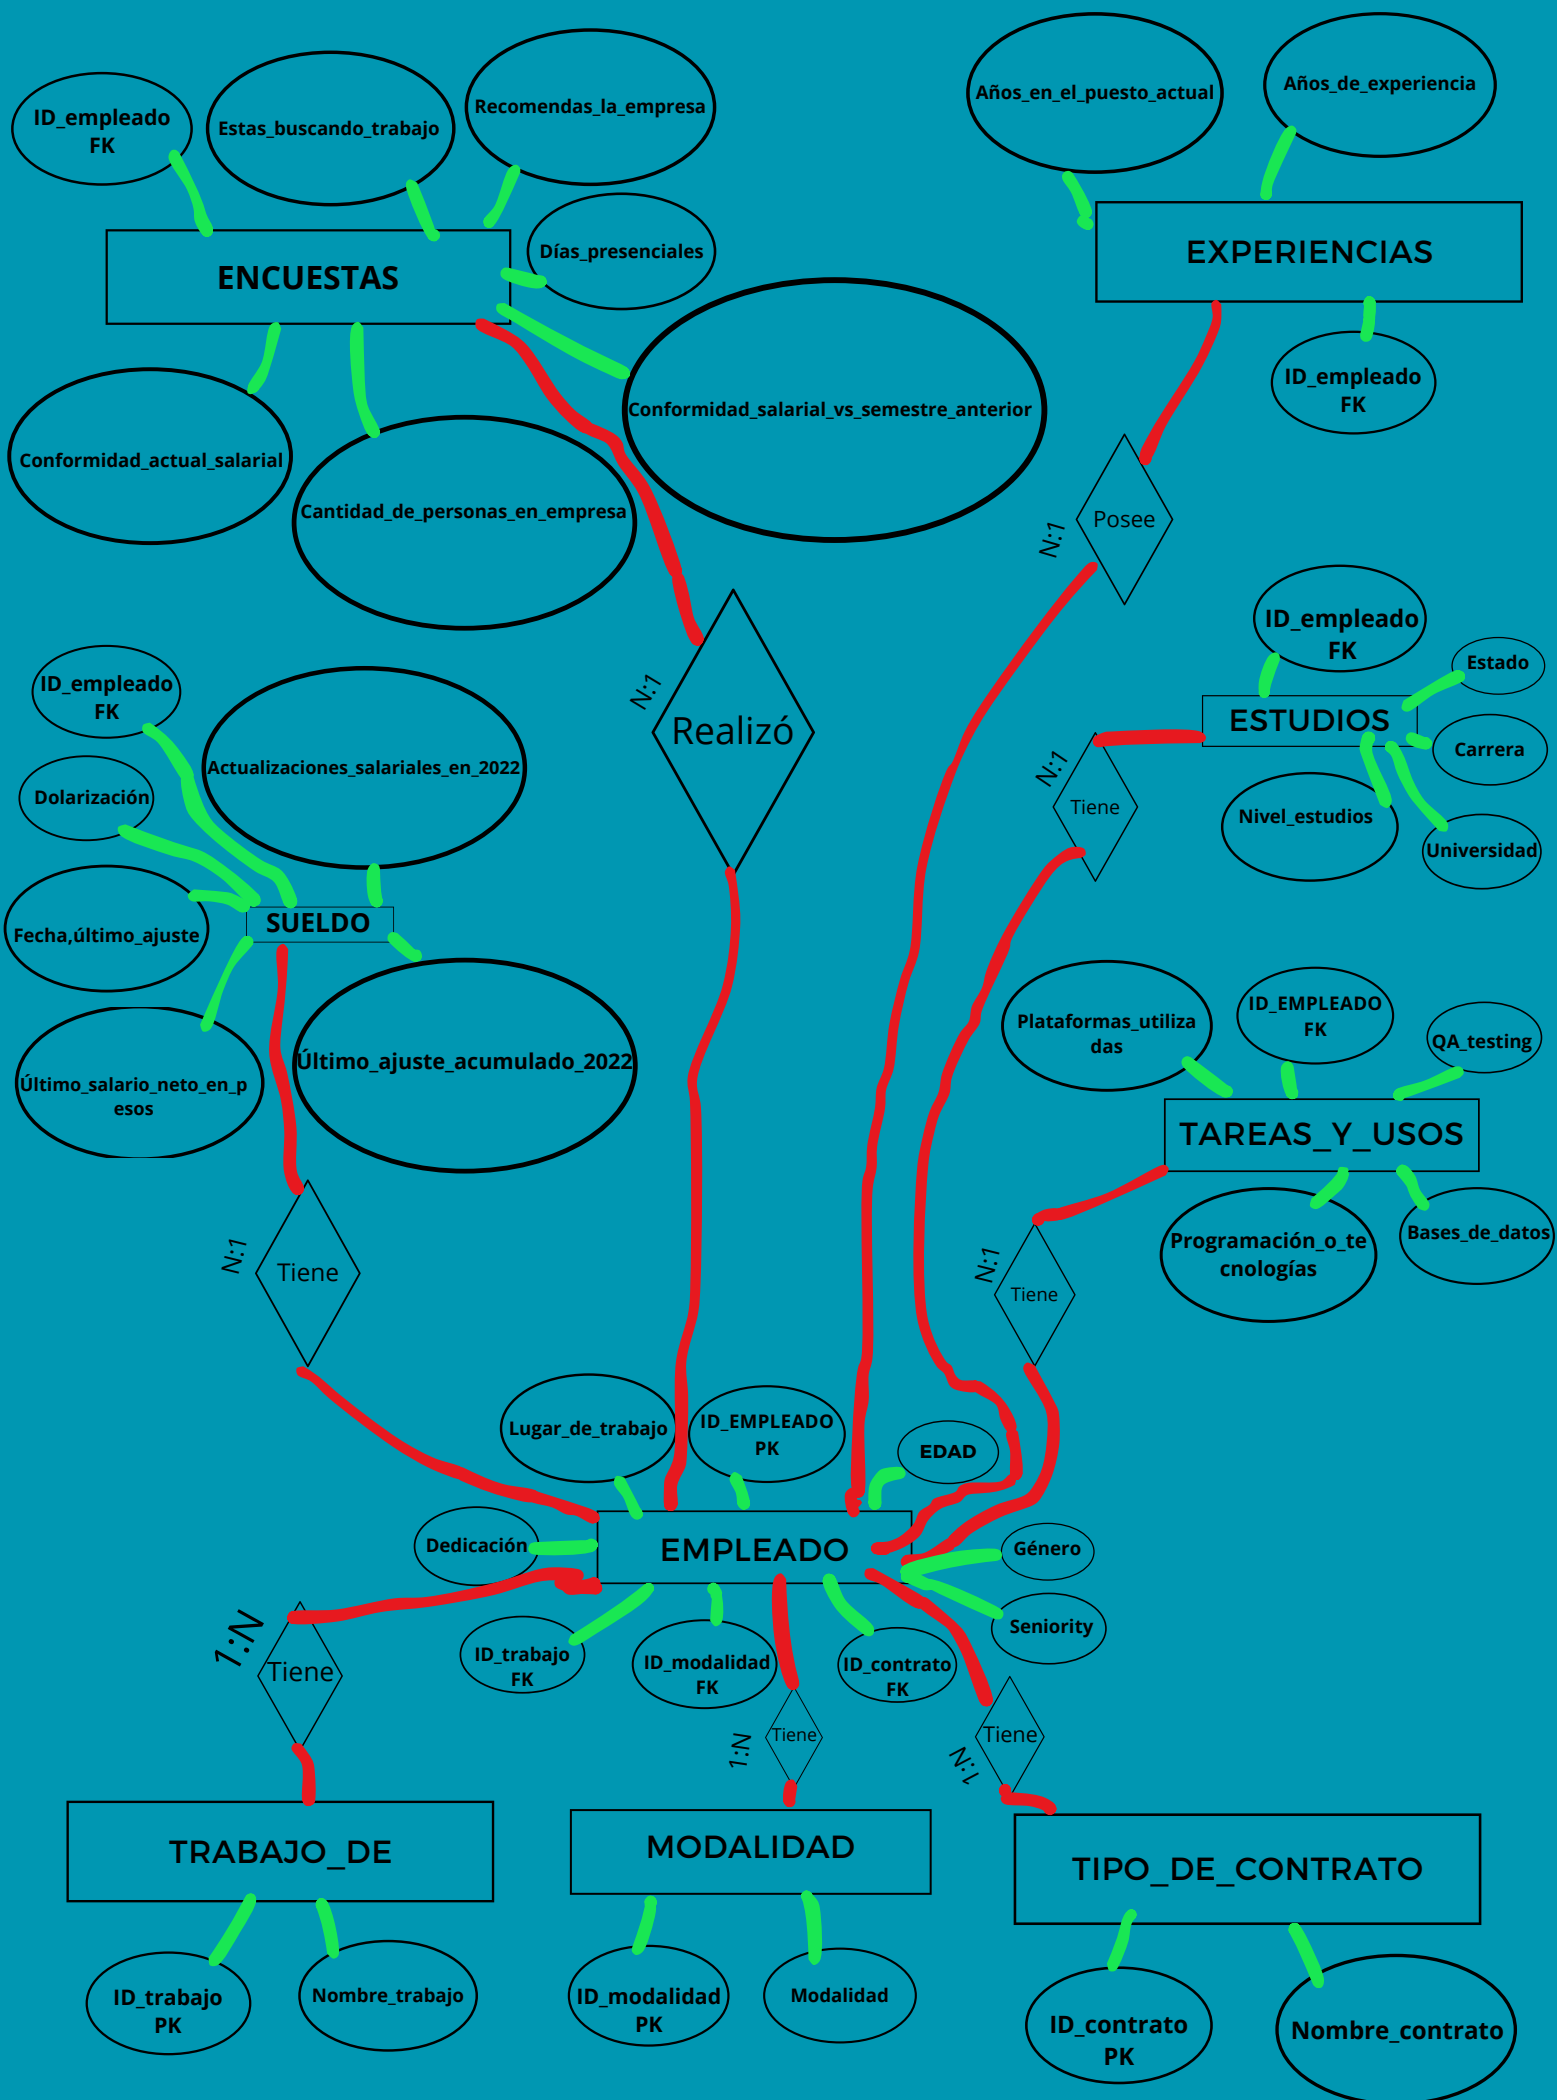 Años_en_el_puesto_actual
Años_de_experiencia
Recomendas_la_empresa
ID_empleado
FK
Estas_buscando_trabajo
Días_presenciales
EXPERIENCIAS
ENCUESTAS
ID_empleado
FK
Conformidad_salarial_vs_semestre_anterior
Conformidad_actual_salarial
Cantidad_de_personas_en_empresa
Posee
N:1
ID_empleado
FK
Estado
ESTUDIOS
Carrera
Nivel_estudios
Universidad
N:1
Tiene
N:1
Realizó
ID_empleado
FK
Actualizaciones_salariales_en_2022
Dolarización
SUELDO
Fecha,último_ajuste
Último_ajuste_acumulado_2022
Último_salario_neto_en_p
esos
Plataformas_utiliza
das
ID_EMPLEADO
FK
QA_testing
TAREAS_Y_USOS
Programación_o_te
cnologías
Bases_de_datos
N:1
Tiene
N:1
Tiene
Lugar_de_trabajo
ID_EMPLEADO
PK
EDAD
Dedicación
EMPLEADO
Género
Seniority
ID_trabajo
FK
ID_modalidad
FK
ID_contrato
FK
1:N
Tiene
1:N
Tiene
1:N
Tiene
TRABAJO_DE
MODALIDAD
TIPO_DE_CONTRATO
ID_trabajo
PK
Nombre_trabajo
ID_modalidad
PK
Modalidad
ID_contrato
PK
Nombre_contrato